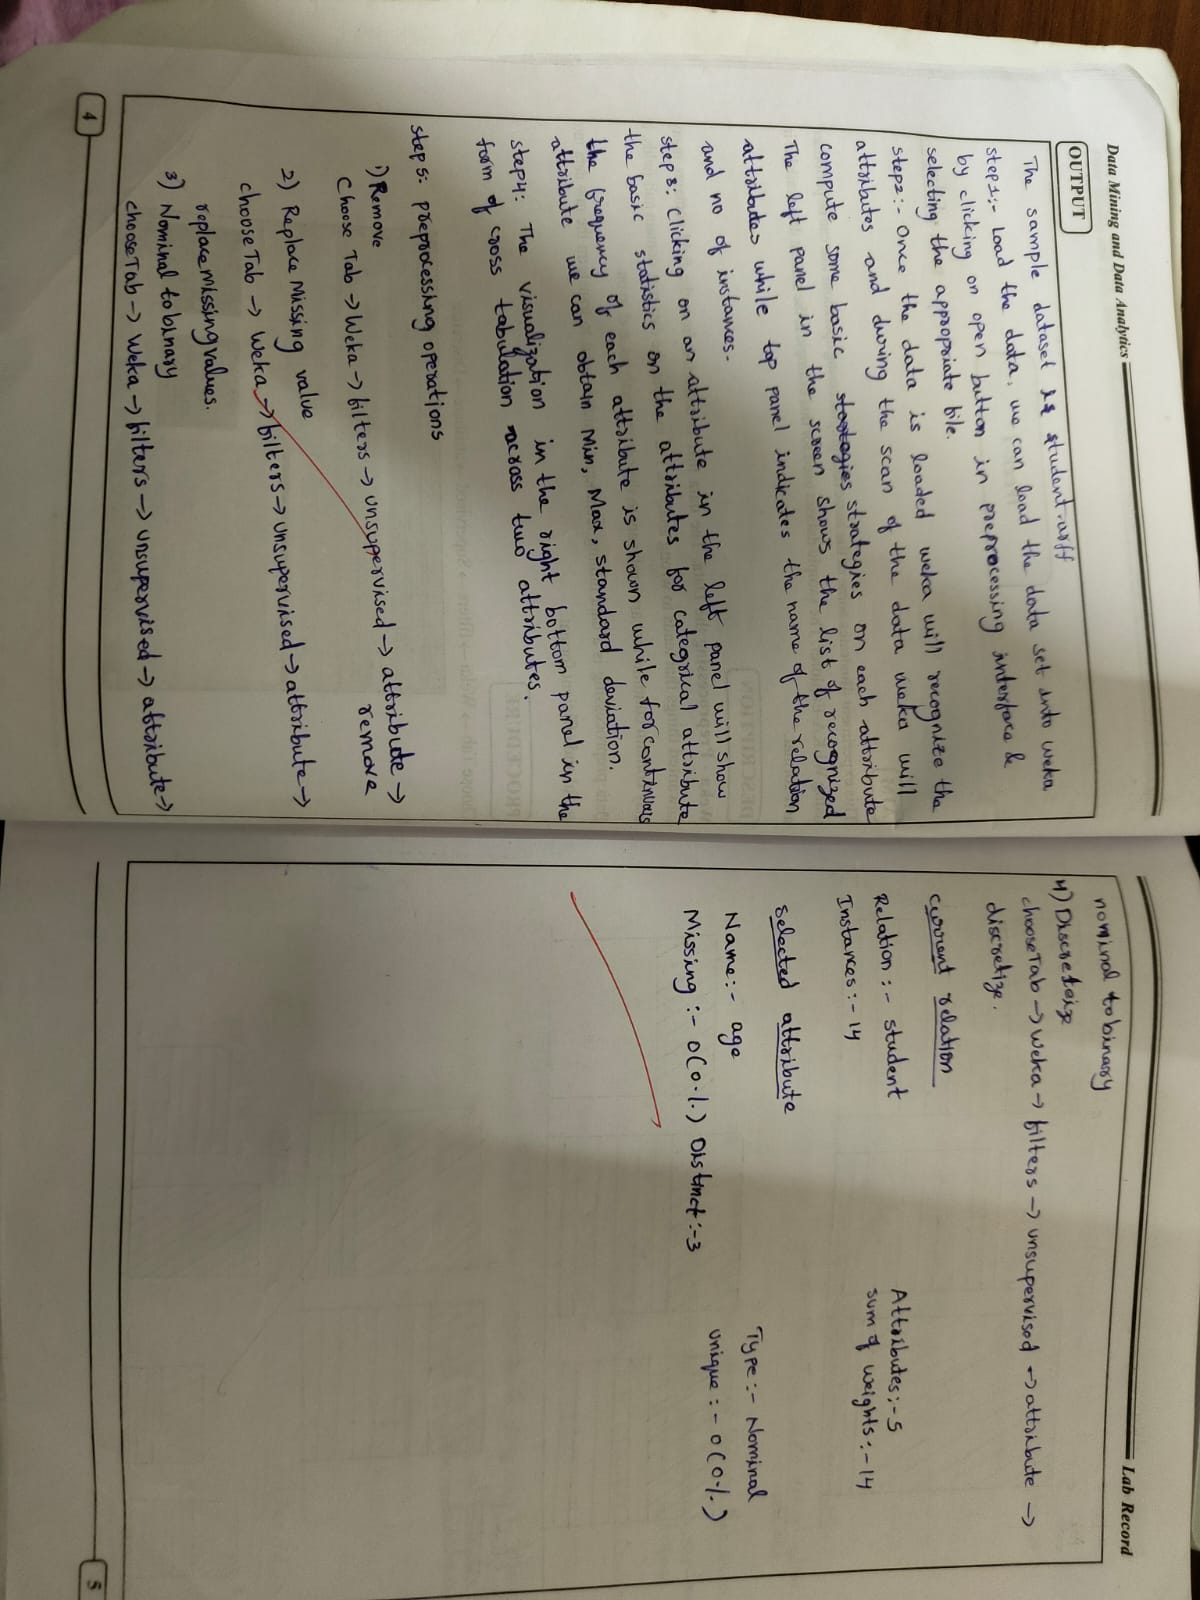 Data Mining and Data Analytics
OUTPUT
The sample dataset is student.arff
step1:- Load the data. we can load the data set into weka
by clicking on open button in preprocessing interface &
selecting the appropriate file.
step2:- Once the data is loaded weka will recognize the
attributes and during the scan of the data weka will
compute some basic strategies on each attribute
The left panel in the screen shows the list of recognized
attributes while top panel indicates the name of the relation
and no of instances.
step3: Clicking on an attribute in the left panel will show
the basic statistics on the attributes for categrical attribute
the frequency of each attribute is shown while for continuous
attribute we can obtain Min, Max, standard deviation.
step4: The visualization in the right bottom panel in the
form of cross tabulation across two attributes.
step5: preprocessing operations
1) Remove
Choose Tab -> Weka -> filters -> unsupervised -> attribute ->
remove
2) Replace Missing value
choose Tab -> Weka -> filters -> unsupervised -> attribute ->
replace missing values.
3) Nominal to binary
choose Tab -> Weka -> filters -> unsupervised -> attribute ->
4
Lab Record
nominal to binary
4) Discreteize
choose Tab -> weka -> filters -> unsupervised -> attribute ->
discretize.
current relation
Relation :- student Attributes:- 5
Instances:- 14 sum of weights:- 14
selected attribute
Name:- age Type:- Nominal
Missing :- 0(0%) Distinct:-3 unique:- 0(0%)
5